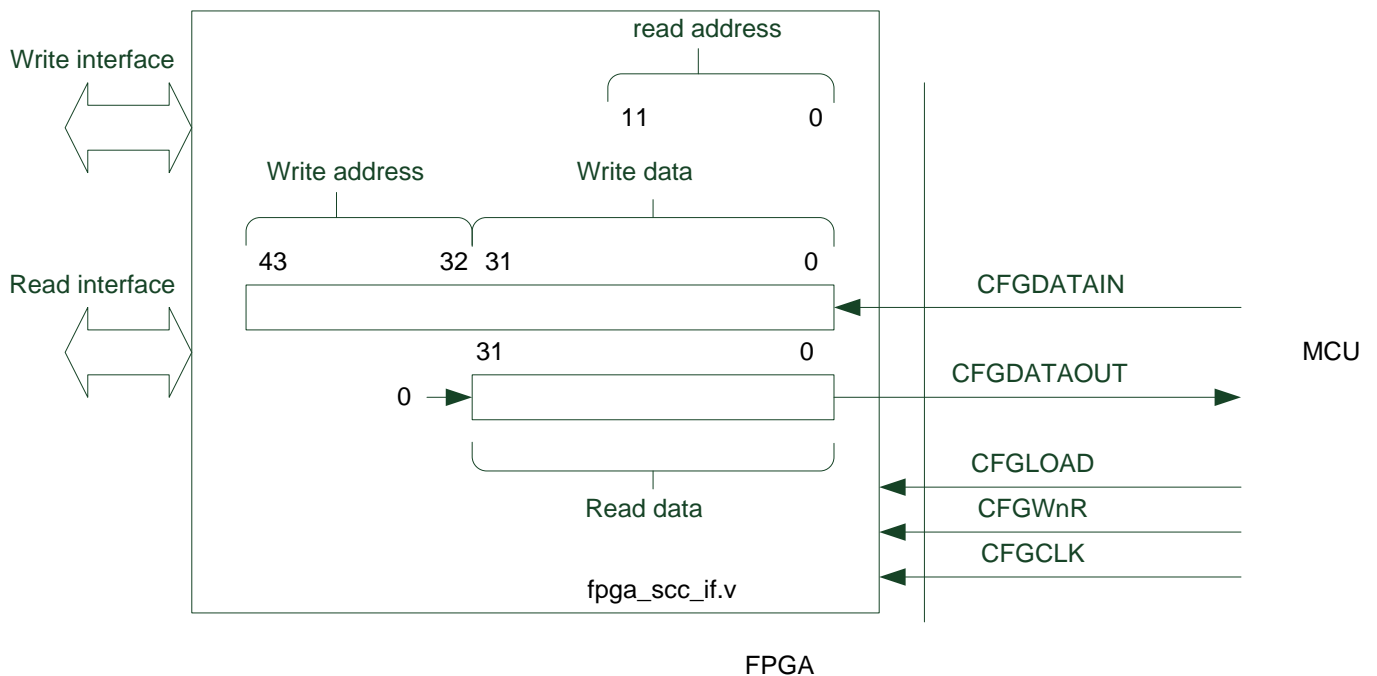 read address
Write interface
11 0
Write address Write data
43 32 31 0
Read interface
CFGDATAIN
31 0
MCU
CFGDATAOUT
0
CFGLOAD
Read data
CFGWnR
CFGCLK
fpga_scc_if.v
FPGA